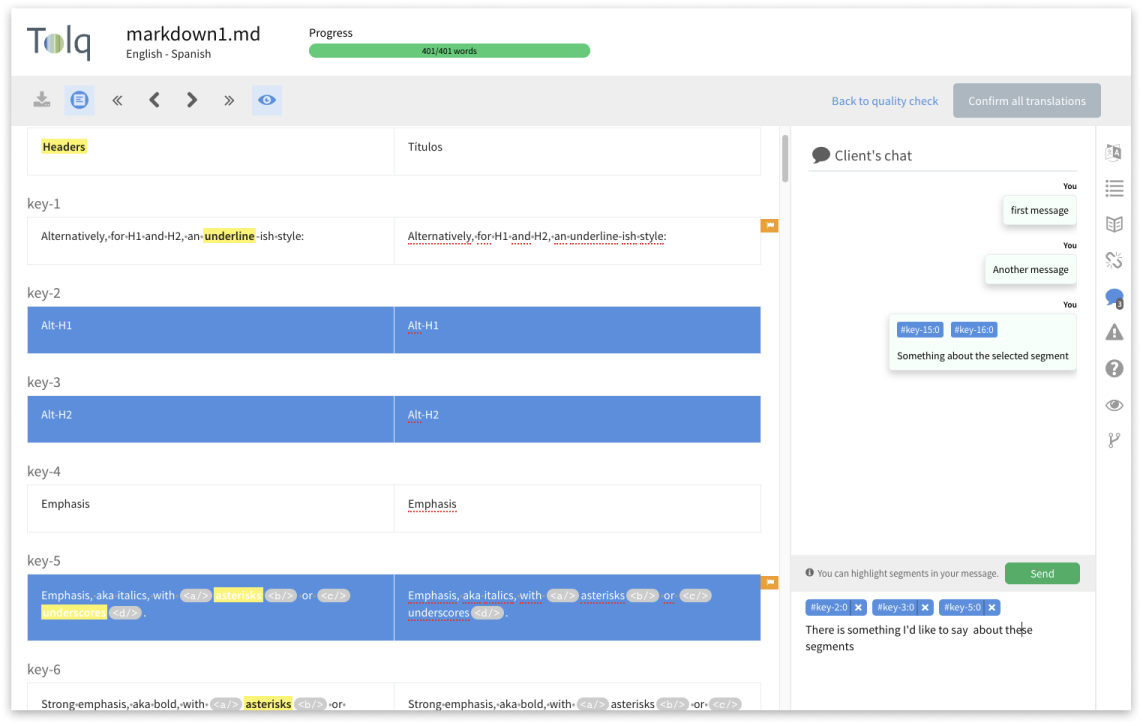 Tolq
markdown1.md
English - Spanish
Progress
401/401 words
Back to quality check
Confirm all translations
Headers
Títulos
key-1
Alternatively,·for·H1·and·H2,·an·underline·ish·style:
Alternatively,·for·H1·and·H2,·an·underline-ish·style:
key-2
Alt-H1
Alt-H1
key-3
Alt-H2
Alt-H2
key-4
Emphasis
Emphasis
key-5
Emphasis,·aka·italics,·with·<a/> asterisks <b/>·or·<c/>
underscores <d/>.
Emphasis,·aka·italics,·with·<a/> asterisks <b/>·or·<c/>
underscores <d/>.
key-6
Strong·emphasis,·aka·bold,·with·<a/> asterisks <b/>·or·
Strong·emphasis,·aka·bold,·with·<a/> asterisks <b/>·or·<c/>
Client's chat
You
first message
You
Another message
You
#key-15:0 #key-16:0
Something about the selected segment
3
You can highlight segments in your message.
Send
#key-2:0 × #key-3:0 × #key-5:0 ×
There is something I'd like to say  about these
segments